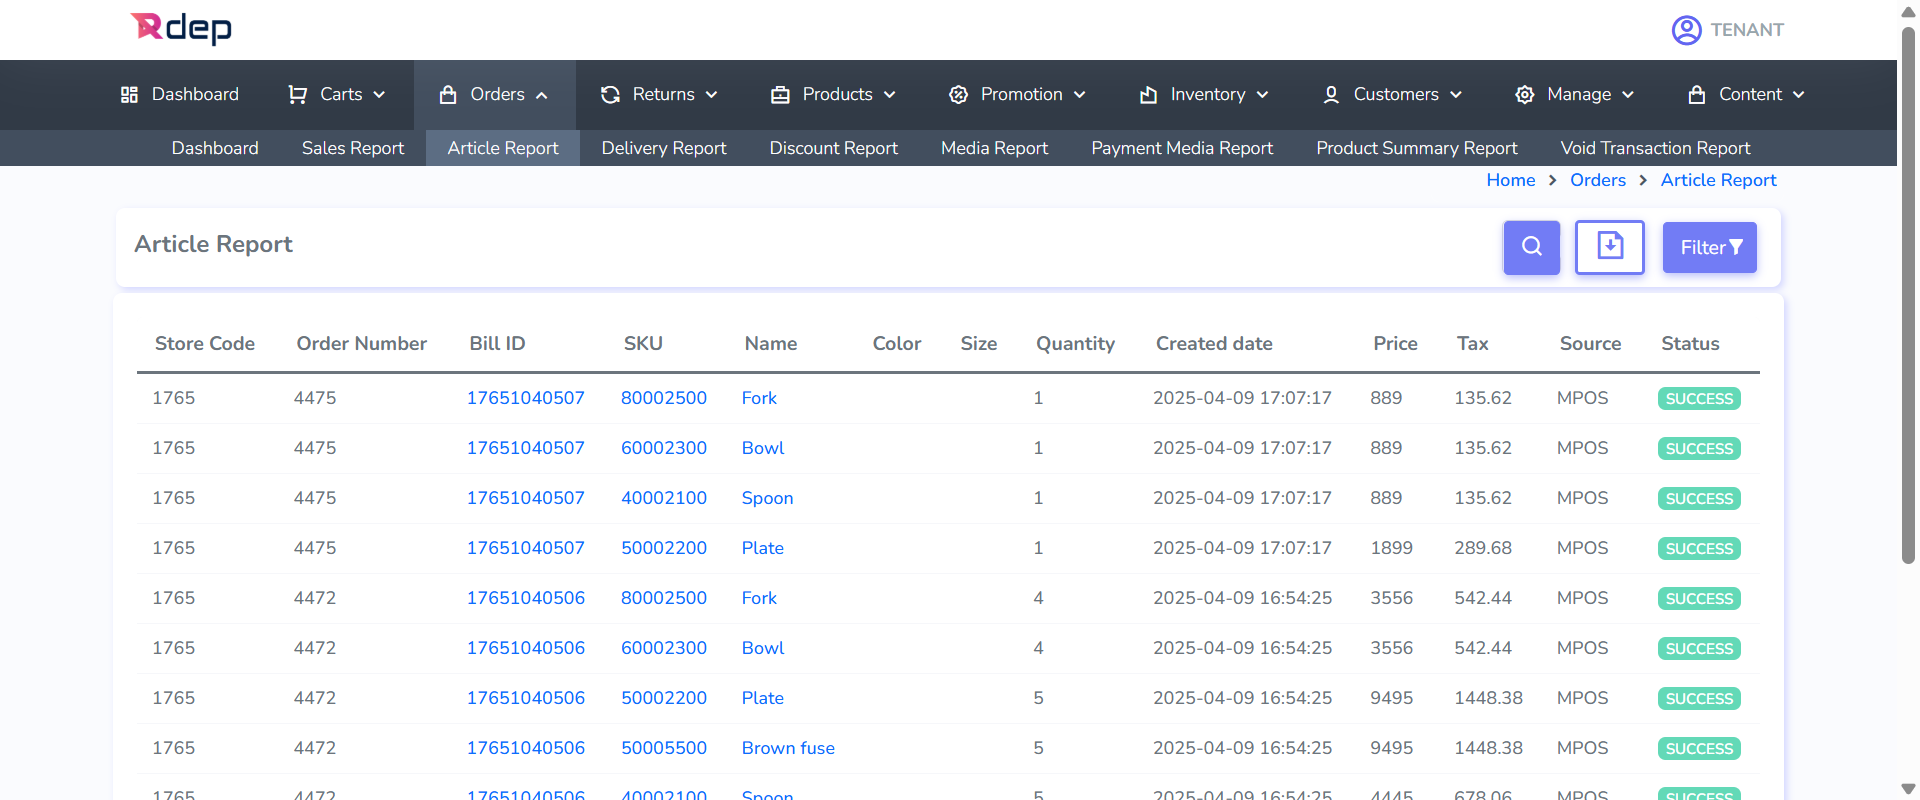 Rdep
TENANT
Dashboard Carts Orders Returns Products Promotion Inventory Customers Manage Content
Dashboard Sales Report Article Report Delivery Report Discount Report Media Report Payment Media Report Product Summary Report Void Transaction Report
Home > Orders > Article Report
Article Report
Filter
Store Code Order Number Bill ID SKU Name Color Size Quantity Created date Price Tax Source Status
1765 4475 17651040507 80002500 Fork 1 2025-04-09 17:07:17 889 135.62 MPOS SUCCESS
1765 4475 17651040507 60002300 Bowl 1 2025-04-09 17:07:17 889 135.62 MPOS SUCCESS
1765 4475 17651040507 40002100 Spoon 1 2025-04-09 17:07:17 889 135.62 MPOS SUCCESS
1765 4475 17651040507 50002200 Plate 1 2025-04-09 17:07:17 1899 289.68 MPOS SUCCESS
1765 4472 17651040506 80002500 Fork 4 2025-04-09 16:54:25 3556 542.44 MPOS SUCCESS
1765 4472 17651040506 60002300 Bowl 4 2025-04-09 16:54:25 3556 542.44 MPOS SUCCESS
1765 4472 17651040506 50002200 Plate 5 2025-04-09 16:54:25 9495 1448.38 MPOS SUCCESS
1765 4472 17651040506 50005500 Brown fuse 5 2025-04-09 16:54:25 9495 1448.38 MPOS SUCCESS
1765 4472 17651040506 40002100 Spoon 5 2025-04-09 16:54:25 4445 678.06 MPOS SUCCESS